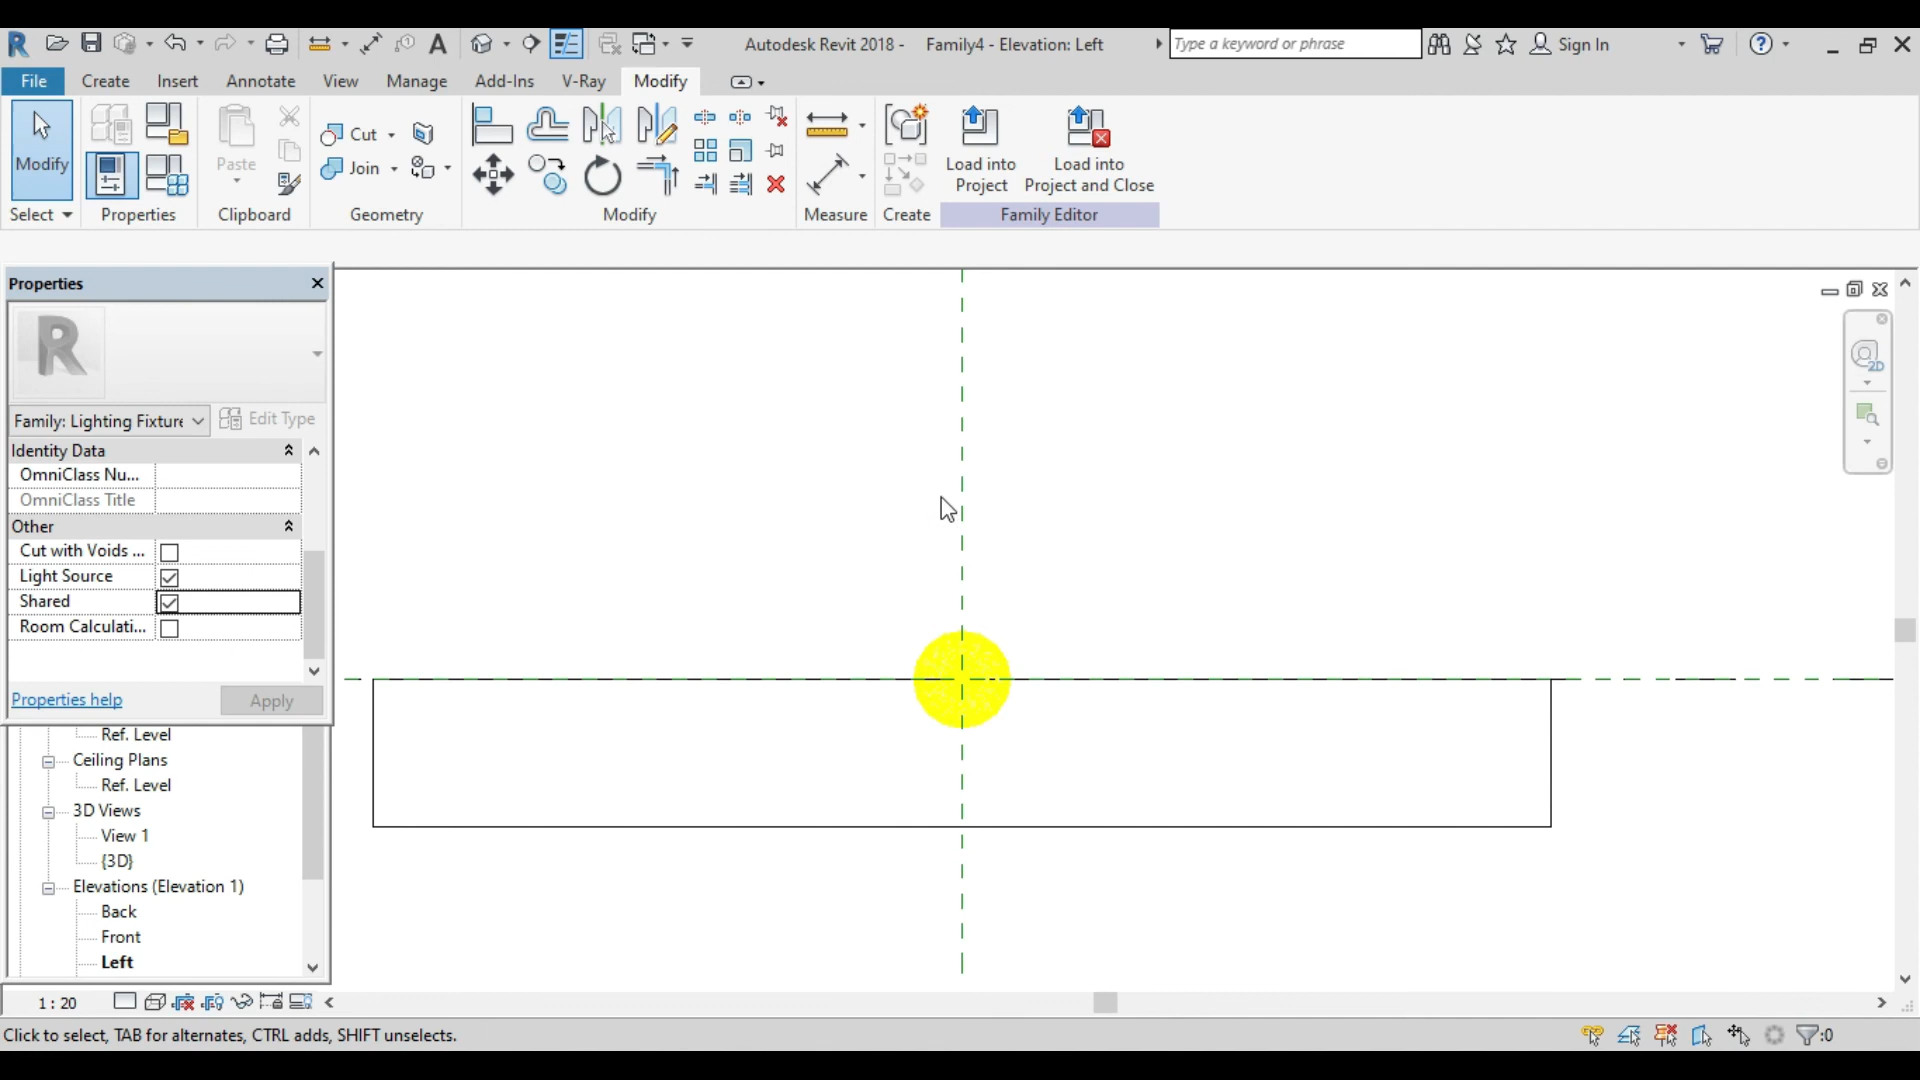 Autodesk Revit 2018 - Family4 - Elevation: Left
Type a keyword or phrase
Sign In
File Create Insert Annotate View Manage Add-Ins V-Ray Modify
Modify
Paste
Cut
Join
Load into Project
Load into Project and Close
Select Properties Clipboard Geometry Modify Measure Create Family Editor
Properties
R
Family: Lighting Fixture
Edit Type
Identity Data
OmniClass Nu...
OmniClass Title
Other
Cut with Voids ...
Light Source
Shared
Room Calculati...
Properties help
Apply
Ref. Level
Ceiling Plans
Ref. Level
3D Views
View 1
{3D}
Elevations (Elevation 1)
Back
Front
Left
2D
1 : 20
Click to select, TAB for alternates, CTRL adds, SHIFT unselects.
:0